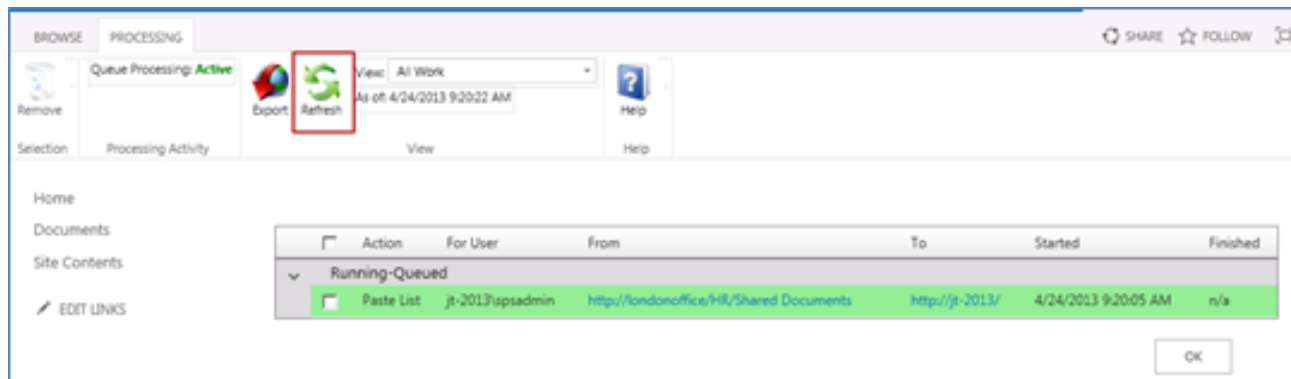 BROWSE PROCESSING SHARE FOLLOW
Queue Processing: Active View: All Work
As of: 4/24/2013 9:20:22 AM
Remove Export Refresh Help
Selection Processing Activity View Help
Home
Documents
Site Contents
EDIT LINKS
Action For User From To Started Finished
Running-Queued
Paste List jt-2013\spsadmin http://londonoffice/HR/Shared Documents http://jt-2013/ 4/24/2013 9:20:05 AM n/a
OK